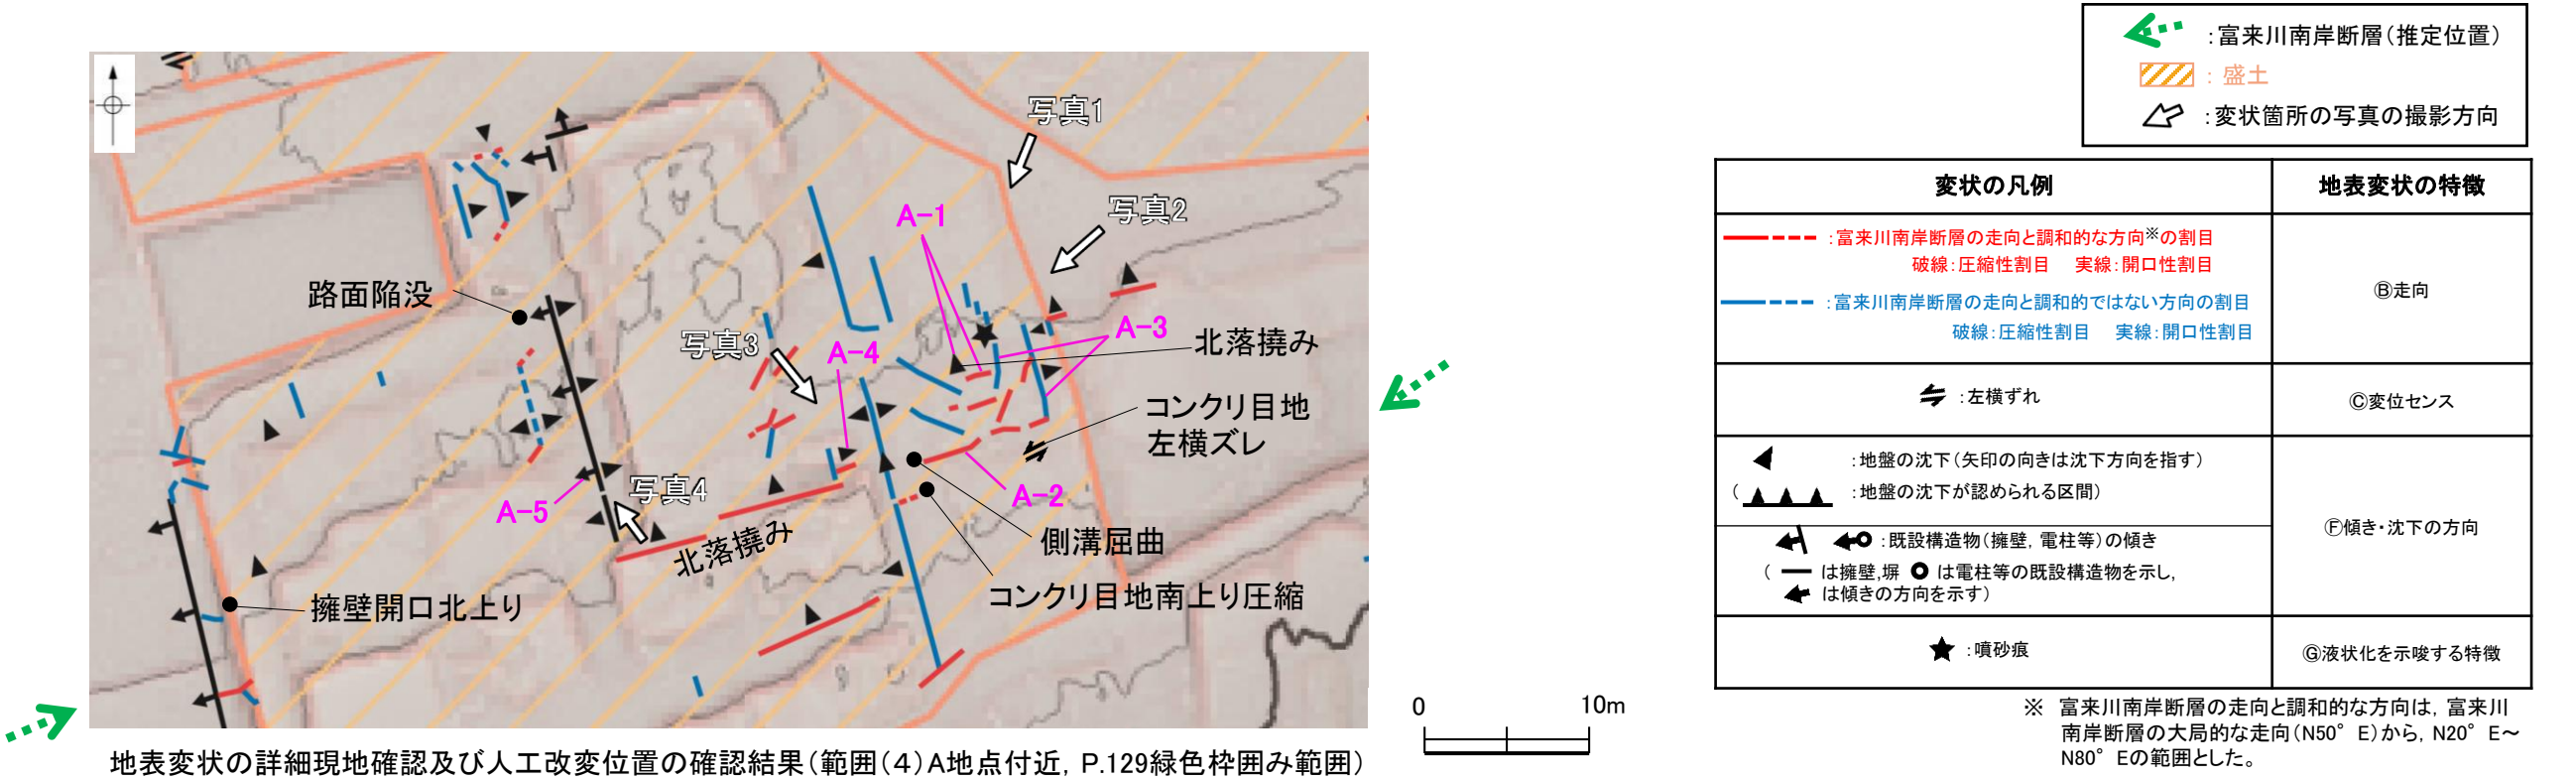 :富来川南岸断層(推定位置)
:盛土
:変状箇所の写真の撮影方向
写真1
写真2
A-1
路面陥没
写真3
A-4
A-3
北落撓み
コンクリ目地
左横ズレ
写真4
A-5
A-2
北落撓み
側溝屈曲
コンクリ目地南上り圧縮
擁壁開口北上り
変状の凡例
地表変状の特徴
:富来川南岸断層の走向と調和的な方向※の割目
破線:圧縮性割目 実線:開口性割目
:富来川南岸断層の走向と調和的ではない方向の割目
破線:圧縮性割目 実線:開口性割目
Ⓑ走向
:左横ずれ
Ⓒ変位センス
:地盤の沈下(矢印の向きは沈下方向を指す)
( :地盤の沈下が認められる区間)
:既設構造物(擁壁, 電柱等)の傾き
( は擁壁,塀 は電柱等の既設構造物を示し,
は傾きの方向を示す)
Ⓕ傾き・沈下の方向
:噴砂痕
Ⓖ液状化を示唆する特徴
※ 富来川南岸断層の走向と調和的な方向は, 富来川
南岸断層の大局的な走向(N50°E)から, N20°E~
N80°Eの範囲とした。
0 10m
地表変状の詳細現地確認及び人工改変位置の確認結果(範囲(4)A地点付近, P.129緑色枠囲み範囲)